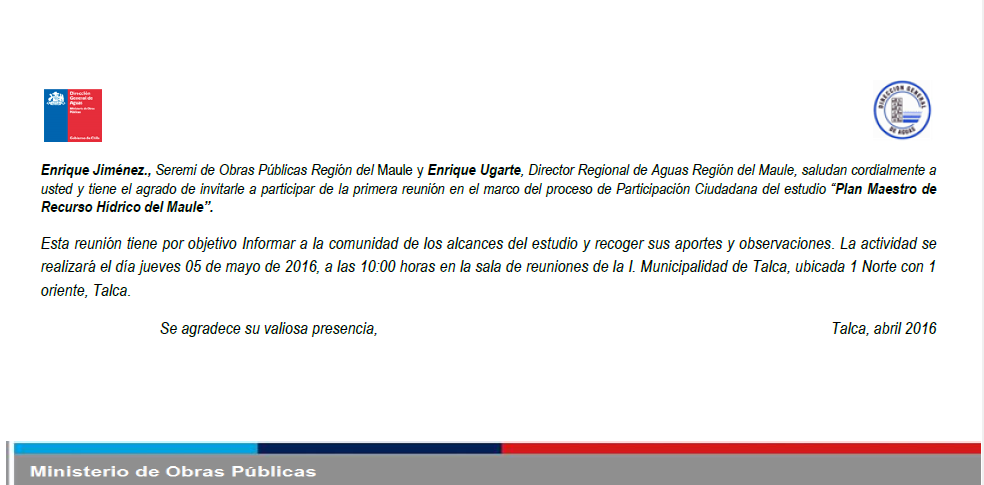 Dirección
General de
Aguas
Gobierno de Chile
DIRECCION GENERAL
DE AGUAS
Enrique Jiménez., Seremi de Obras Públicas Región del Maule y Enrique Ugarte, Director Regional de Aguas Región del Maule, saludan cordialmente a
usted y tiene el agrado de invitarle a participar de la primera reunión en el marco del proceso de Participación Ciudadana del estudio “Plan Maestro de
Recurso Hídrico del Maule”.
Esta reunión tiene por objetivo Informar a la comunidad de los alcances del estudio y recoger sus aportes y observaciones. La actividad se
realizará el día jueves 05 de mayo de 2016, a las 10:00 horas en la sala de reuniones de la I. Municipalidad de Talca, ubicada 1 Norte con 1
oriente, Talca.
Se agradece su valiosa presencia, Talca, abril 2016
Ministerio de Obras Públicas